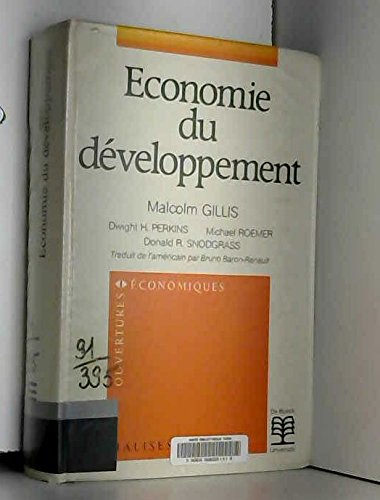 Economie
du
développement
Malcolm GILLIS
Dwight H. PERKINS Michael ROEMER
Donald R. SNODGRASS
Traduit de l'américain par Bruno Baron-Renault
OUVERTURES ÉCONOMIQUES
91/
395
ALISES
De Boeck
Université
Economie du développement